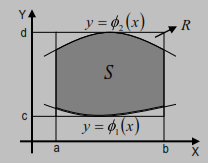 Y
d
y = ϕ₂(x)
R
S
c
y = ϕ₁(x)
a
b
X